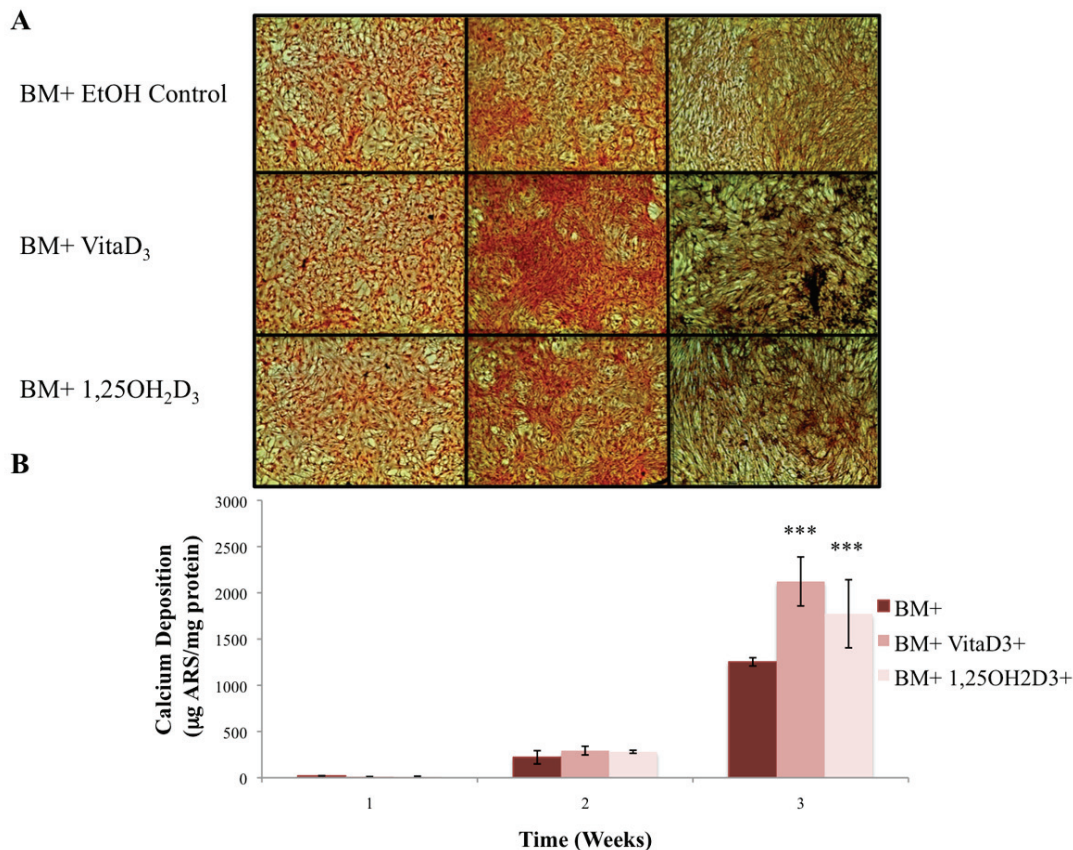 A
BM+ EtOH Control
BM+ VitaD₃
BM+ 1,25OH₂D₃
B
Calcium Deposition
(µg ARS/mg protein)
3000
2500
2000
1500
1000
500
0
***
***
BM+
BM+ VitaD3+
BM+ 1,25OH2D3+
1
2
3
Time (Weeks)